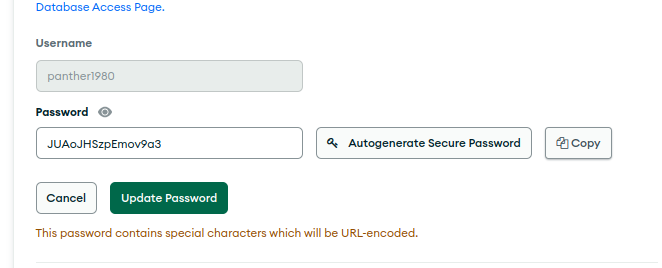 Database Access Page.
Username
panther1980
Password
JUAoJHSzpEmov9a3
Autogenerate Secure Password
Copy
Cancel
Update Password
This password contains special characters which will be URL-encoded.